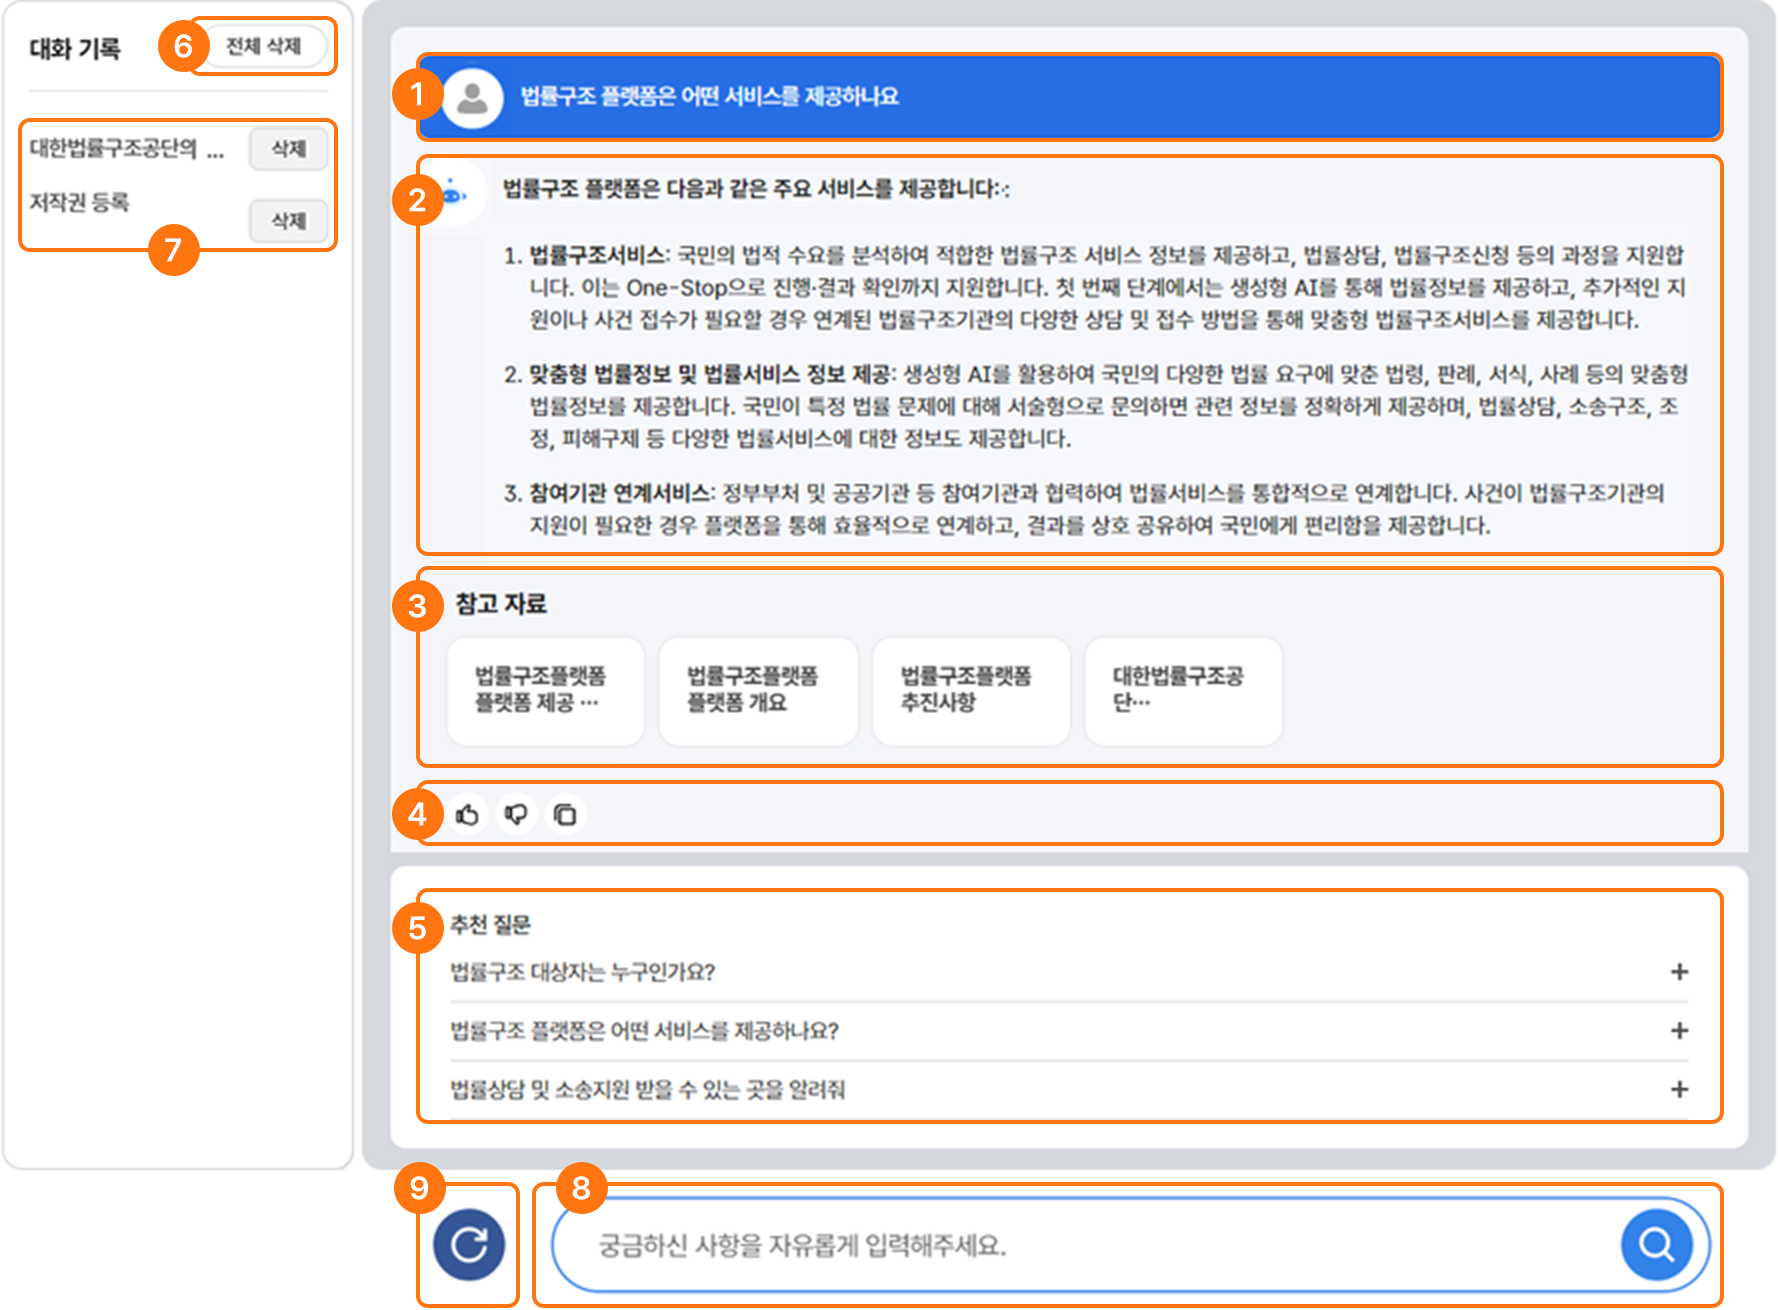 대화 기록
6
전체 삭제
대한법률구조공단의 ...
삭제
저작권 등록
삭제
7
1
법률구조 플랫폼은 어떤 서비스를 제공하나요
2
법률구조 플랫폼은 다음과 같은 주요 서비스를 제공합니다::
1. 법률구조서비스: 국민의 법적 수요를 분석하여 적합한 법률구조 서비스 정보를 제공하고, 법률상담, 법률구조신청 등의 과정을 지원합
니다. 이는 One-Stop으로 진행·결과 확인까지 지원합니다. 첫 번째 단계에서는 생성형 AI를 통해 법률정보를 제공하고, 추가적인 지
원이나 사건 접수가 필요할 경우 연계된 법률구조기관의 다양한 상담 및 접수 방법을 통해 맞춤형 법률구조서비스를 제공합니다.
2. 맞춤형 법률정보 및 법률서비스 정보 제공: 생성형 AI를 활용하여 국민의 다양한 법률 요구에 맞춘 법령, 판례, 서식, 사례 등의 맞춤형
법률정보를 제공합니다. 국민이 특정 법률 문제에 대해 서술형으로 문의하면 관련 정보를 정확하게 제공하며, 법률상담, 소송구조, 조
정, 피해구제 등 다양한 법률서비스에 대한 정보도 제공합니다.
3. 참여기관 연계서비스: 정부부처 및 공공기관 등 참여기관과 협력하여 법률서비스를 통합적으로 연계합니다. 사건이 법률구조기관의
지원이 필요한 경우 플랫폼을 통해 효율적으로 연계하고, 결과를 상호 공유하여 국민에게 편리함을 제공합니다.
3
참고 자료
법률구조플랫폼
플랫폼 제공 ···
법률구조플랫폼
플랫폼 개요
법률구조플랫폼
추진사항
대한법률구조공
단···
4
5
추천 질문
법률구조 대상자는 누구인가요?
+
법률구조 플랫폼은 어떤 서비스를 제공하나요?
+
법률상담 및 소송지원 받을 수 있는 곳을 알려줘
+
9
8
궁금하신 사항을 자유롭게 입력해주세요.